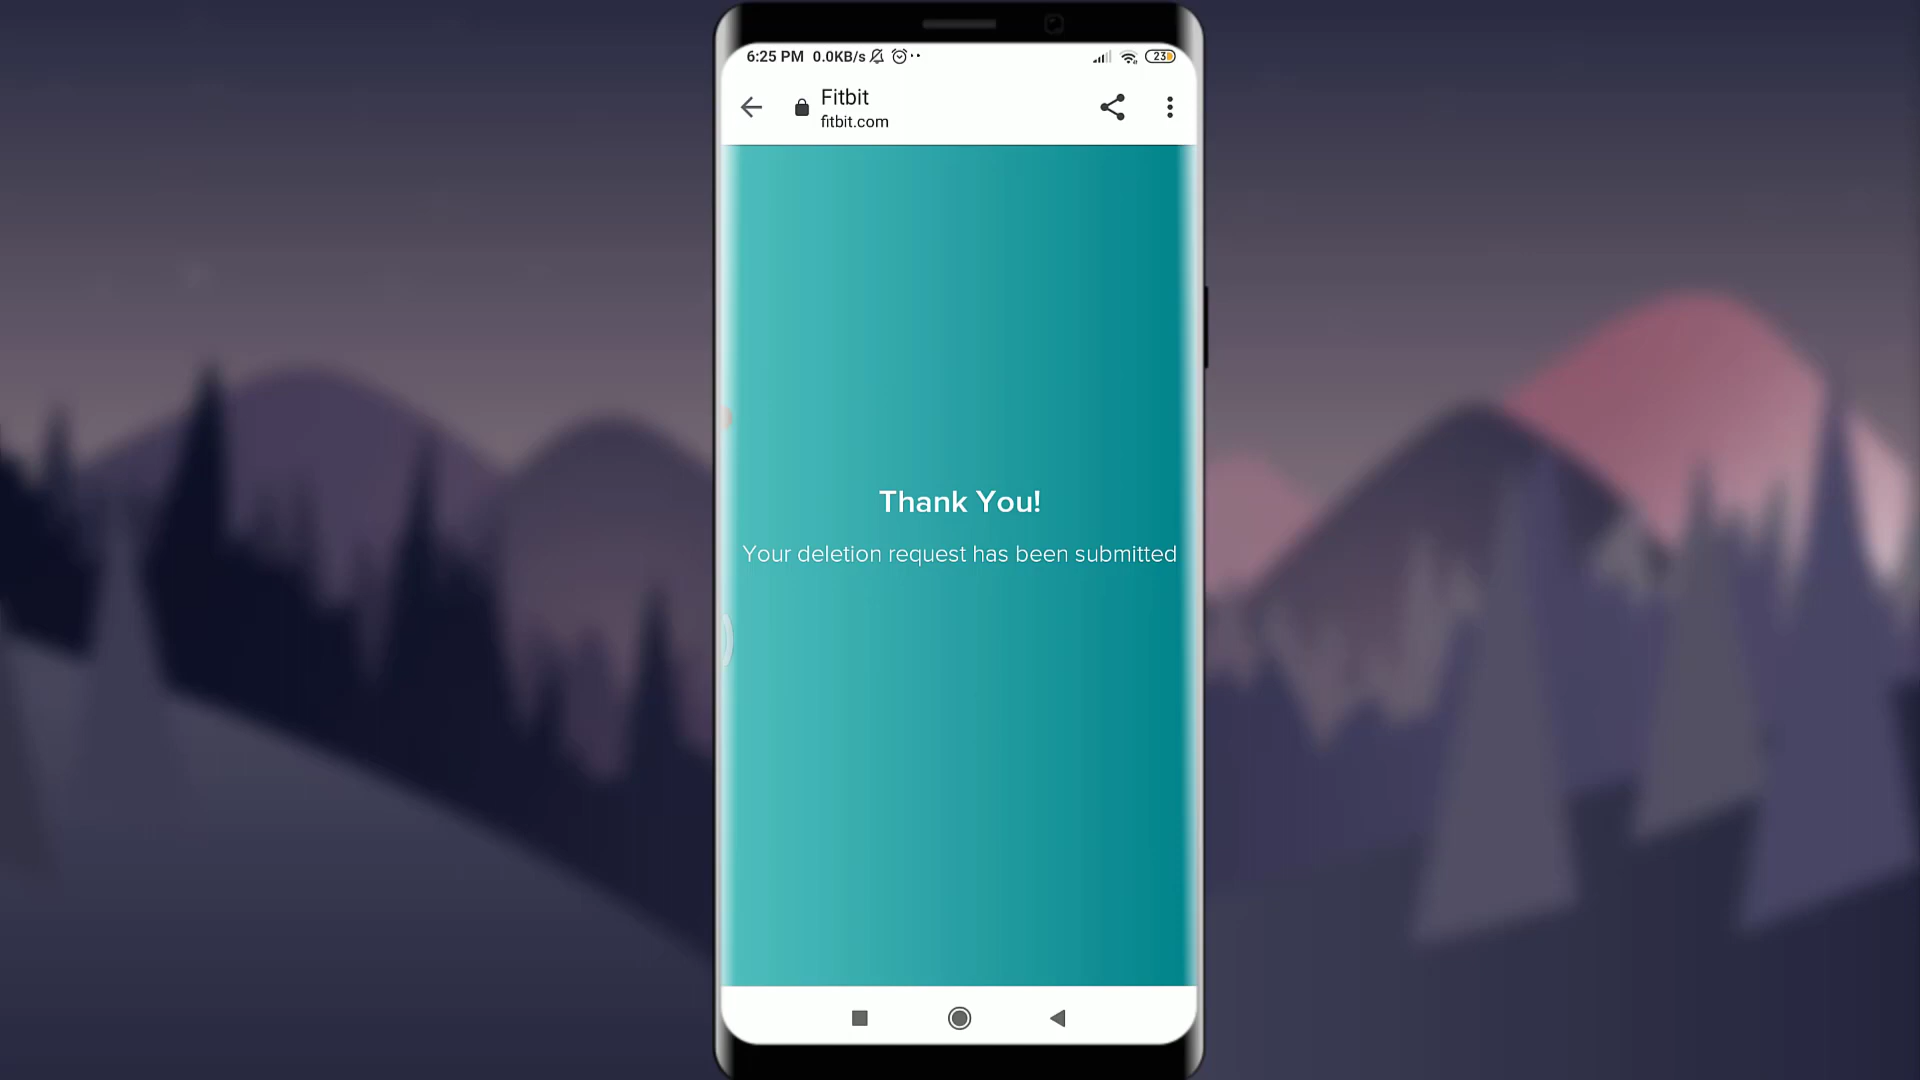 6:25 PM 0.0KB/s
23
Fitbit
fitbit.com
Thank You!
Your deletion request has been submitted